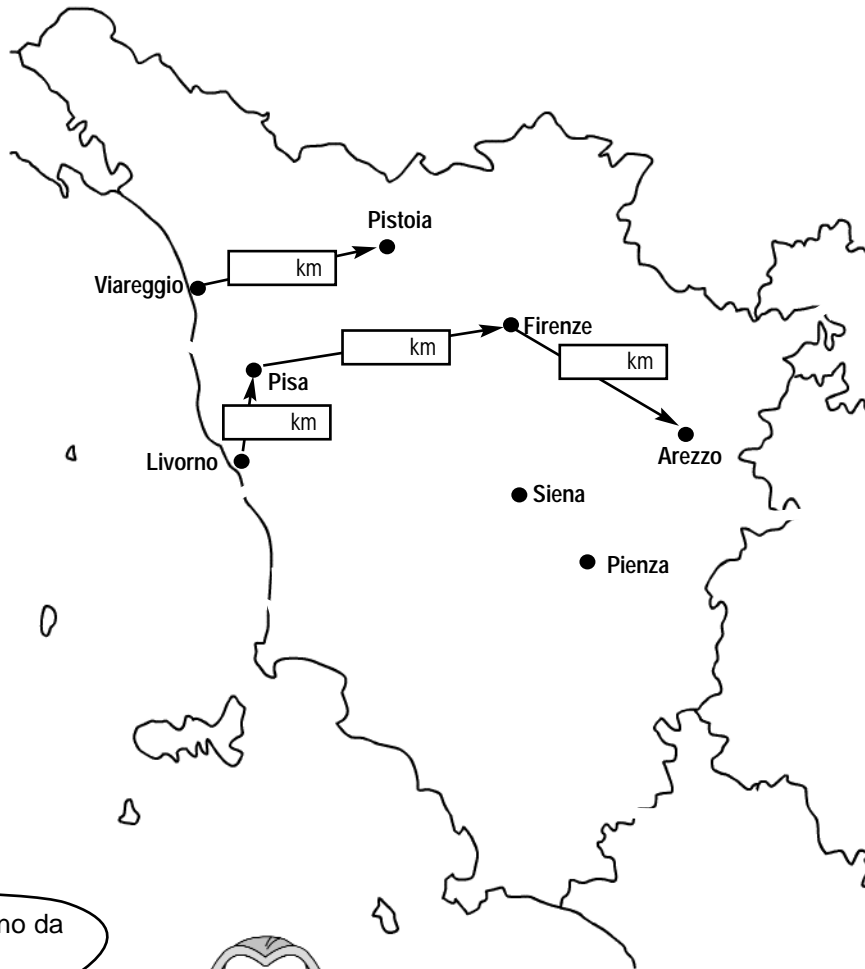 Pistoia
km
Viareggio
Firenze
km
km
Pisa
km
Livorno
Arezzo
Siena
Pienza
no da